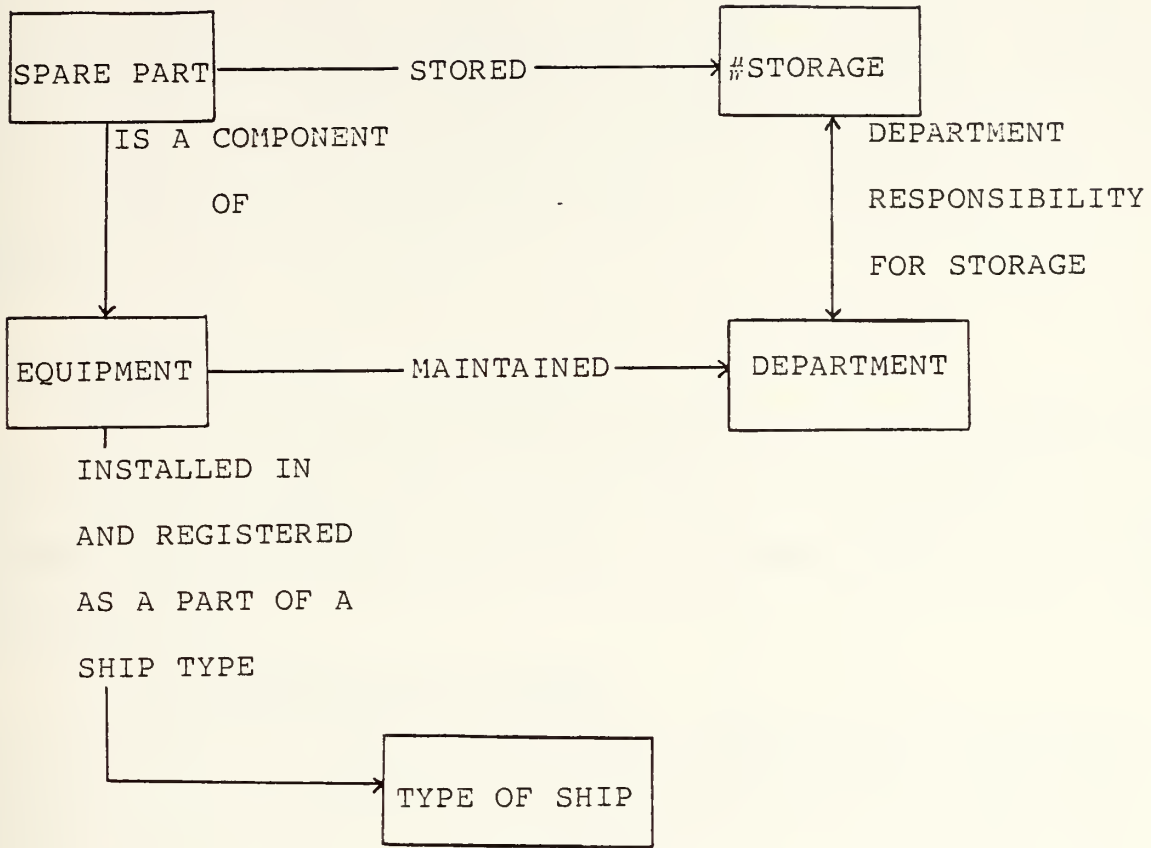 SPARE PART
STORED
#STORAGE
IS A COMPONENT
OF
DEPARTMENT
RESPONSIBILITY
FOR STORAGE
EQUIPMENT
MAINTAINED
DEPARTMENT
INSTALLED IN
AND REGISTERED
AS A PART OF A
SHIP TYPE
TYPE OF SHIP